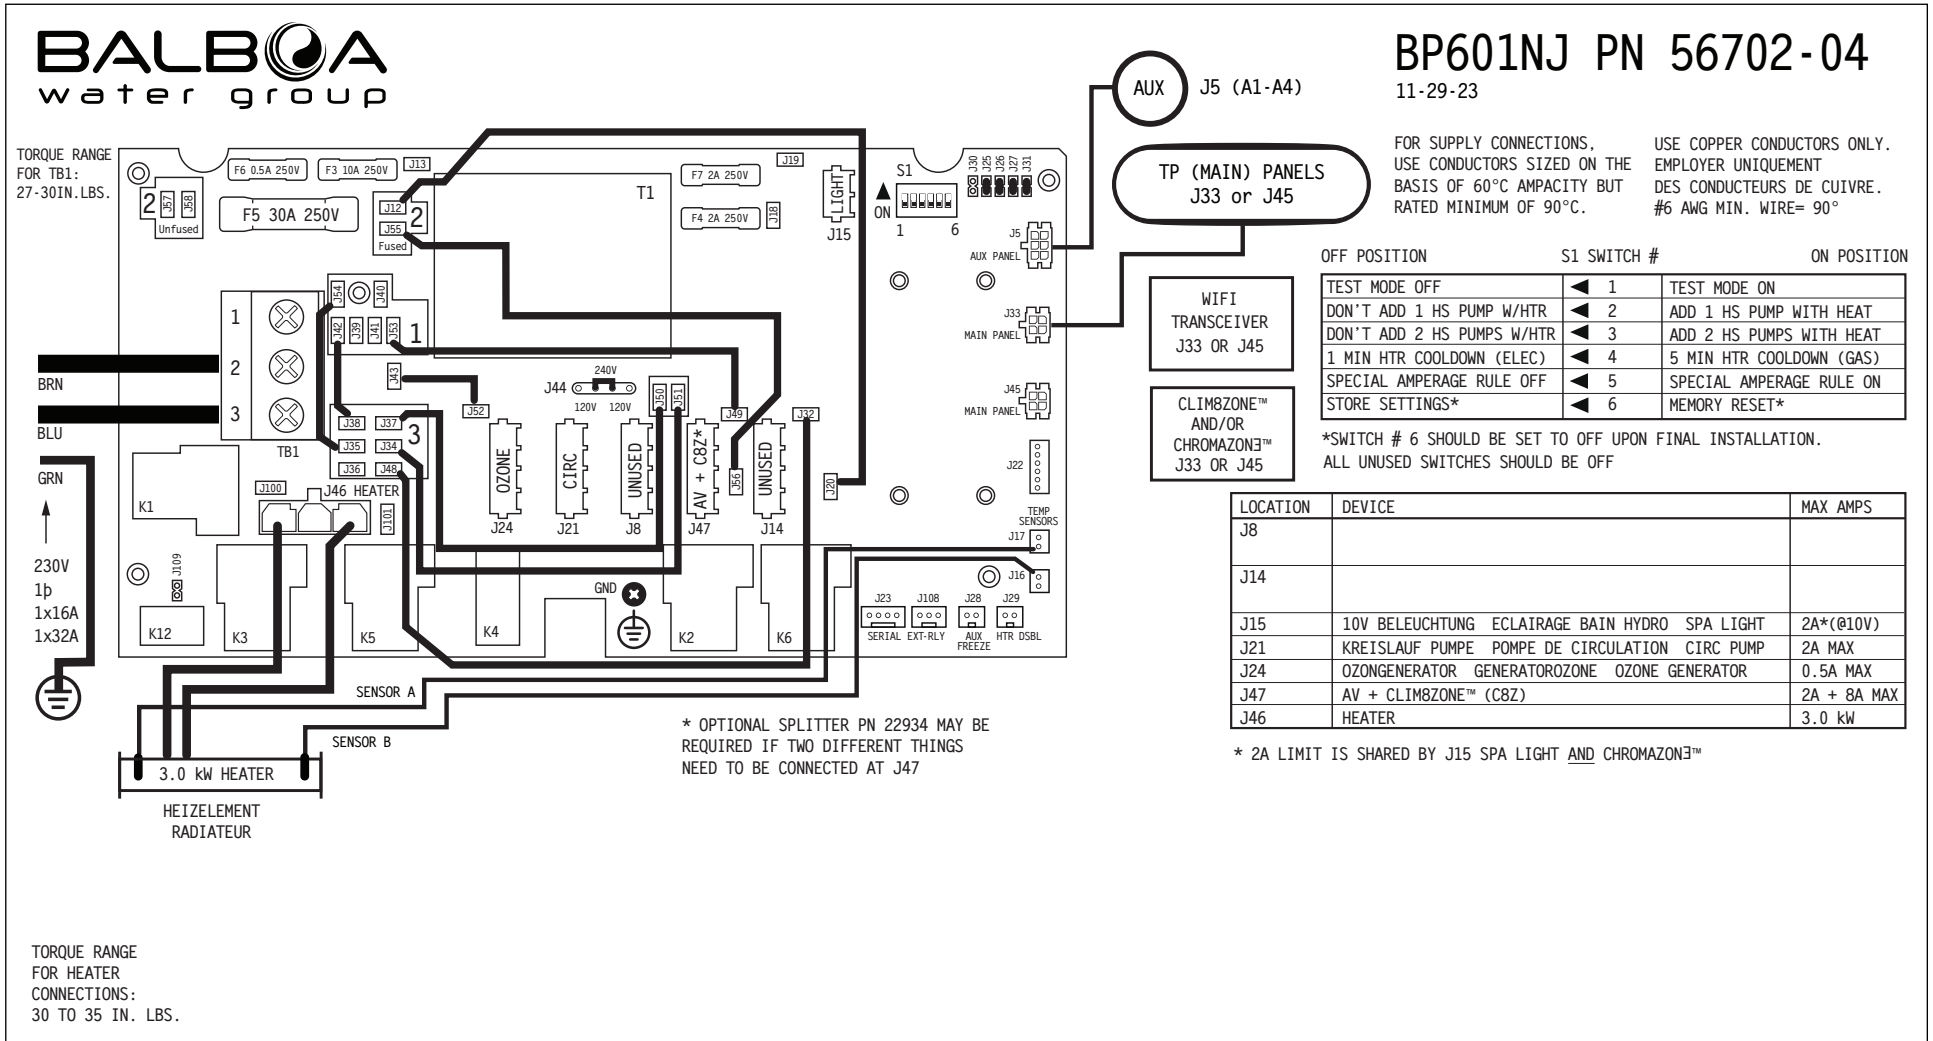 BALBOA
water group
BP601NJ PN 56702-04
11-29-23
AUX
J5 (A1-A4)
TP (MAIN) PANELS
J33 or J45
FOR SUPPLY CONNECTIONS,
USE CONDUCTORS SIZED ON THE
BASIS OF 60°C AMPACITY BUT
RATED MINIMUM OF 90°C.
USE COPPER CONDUCTORS ONLY.
EMPLOYER UNIQUEMENT
DES CONDUCTEURS DE CUIVRE.
#6 AWG MIN. WIRE= 90°
TORQUE RANGE
FOR TB1:
27-30IN.LBS.
2
J57
J58
Unfused
F6 0.5A 250V
F3 10A 250V
J13
F5 30A 250V
J12
2
J55
Fused
T1
F7 2A 250V
F4 2A 250V
J18
J19
LIGHT
J15
S1
ON
1
6
J30
J25
J26
J27
J31
J5
AUX PANEL
J33
MAIN PANEL
J45
MAIN PANEL
J22
TEMP
SENSORS
J17
J16
J54
J40
J42
J39
J41
J53
1
1
2
3
TB1
BRN
BLU
GRN
230V
1þ
1x16A
1x32A
J43
J52
J44
240V
120V
120V
J50
J51
J49
J32
J38
J37
3
J35
J34
J36
J48
J46 HEATER
J100
J101
K1
OZONE
J24
CIRC
J21
UNUSED
J8
AV + C8Z*
J47
J56
UNUSED
J14
J20
J109
K12
K3
K5
K4
GND
K2
K6
J23
SERIAL
J108
EXT-RLY
J28
AUX
FREEZE
J29
HTR DSBL
SENSOR A
SENSOR B
3.0 kW HEATER
HEIZELEMENT
RADIATEUR
* OPTIONAL SPLITTER PN 22934 MAY BE
REQUIRED IF TWO DIFFERENT THINGS
NEED TO BE CONNECTED AT J47
WIFI
TRANSCEIVER
J33 OR J45
CLIM8ZONE™
AND/OR
CHROMAZONƎ™
J33 OR J45
OFF POSITION S1 SWITCH # ON POSITION
TEST MODE OFF ◀ 1 TEST MODE ON
DON'T ADD 1 HS PUMP W/HTR ◀ 2 ADD 1 HS PUMP WITH HEAT
DON'T ADD 2 HS PUMPS W/HTR ◀ 3 ADD 2 HS PUMPS WITH HEAT
1 MIN HTR COOLDOWN (ELEC) ◀ 4 5 MIN HTR COOLDOWN (GAS)
SPECIAL AMPERAGE RULE OFF ◀ 5 SPECIAL AMPERAGE RULE ON
STORE SETTINGS* ◀ 6 MEMORY RESET*
*SWITCH # 6 SHOULD BE SET TO OFF UPON FINAL INSTALLATION.
ALL UNUSED SWITCHES SHOULD BE OFF
LOCATION DEVICE MAX AMPS
J8
J14
J15 10V BELEUCHTUNG ECLAIRAGE BAIN HYDRO SPA LIGHT 2A*(@10V)
J21 KREISLAUF PUMPE POMPE DE CIRCULATION CIRC PUMP 2A MAX
J24 OZONGENERATOR GENERATOROZONE OZONE GENERATOR 0.5A MAX
J47 AV + CLIM8ZONE™ (C8Z) 2A + 8A MAX
J46 HEATER 3.0 kW
* 2A LIMIT IS SHARED BY J15 SPA LIGHT AND CHROMAZONƎ™
TORQUE RANGE
FOR HEATER
CONNECTIONS:
30 TO 35 IN. LBS.